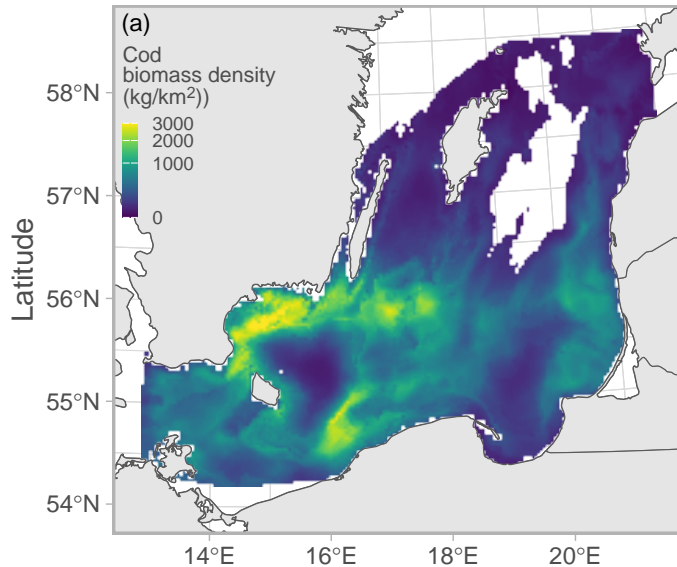 (a)
Cod
biomass density
(kg/km²))
3000
2000
1000
0
Latitude
58°N
57°N
56°N
55°N
54°N
14°E
16°E
18°E
20°E